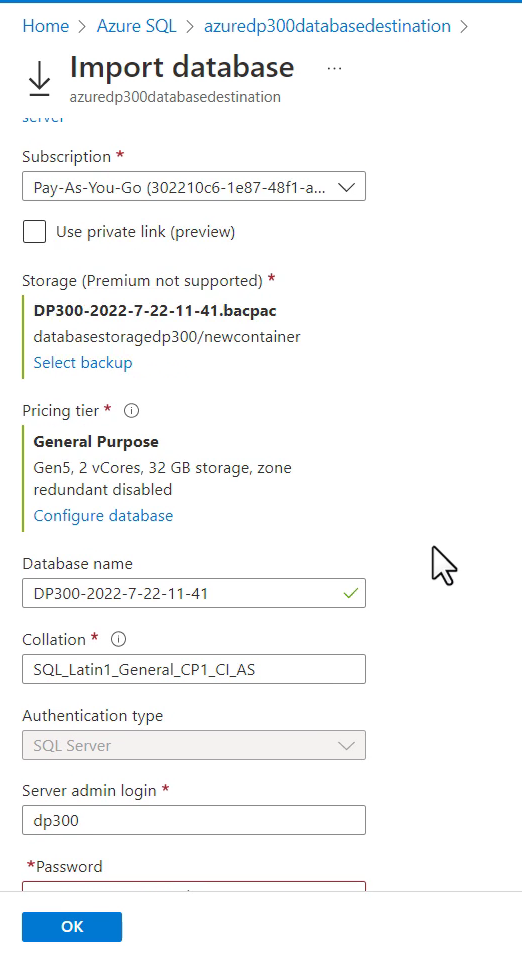 Home > Azure SQL > azuredp300databasedestination >
Import database ...
azuredp300databasedestination
server
Subscription *
Pay-As-You-Go (302210c6-1e87-48f1-a...
Use private link (preview)
Storage (Premium not supported) *
DP300-2022-7-22-11-41.bacpac
databasestoragedp300/newcontainer
Select backup
Pricing tier *
General Purpose
Gen5, 2 vCores, 32 GB storage, zone
redundant disabled
Configure database
Database name
DP300-2022-7-22-11-41
Collation *
SQL_Latin1_General_CP1_CI_AS
Authentication type
SQL Server
Server admin login *
dp300
*Password
OK